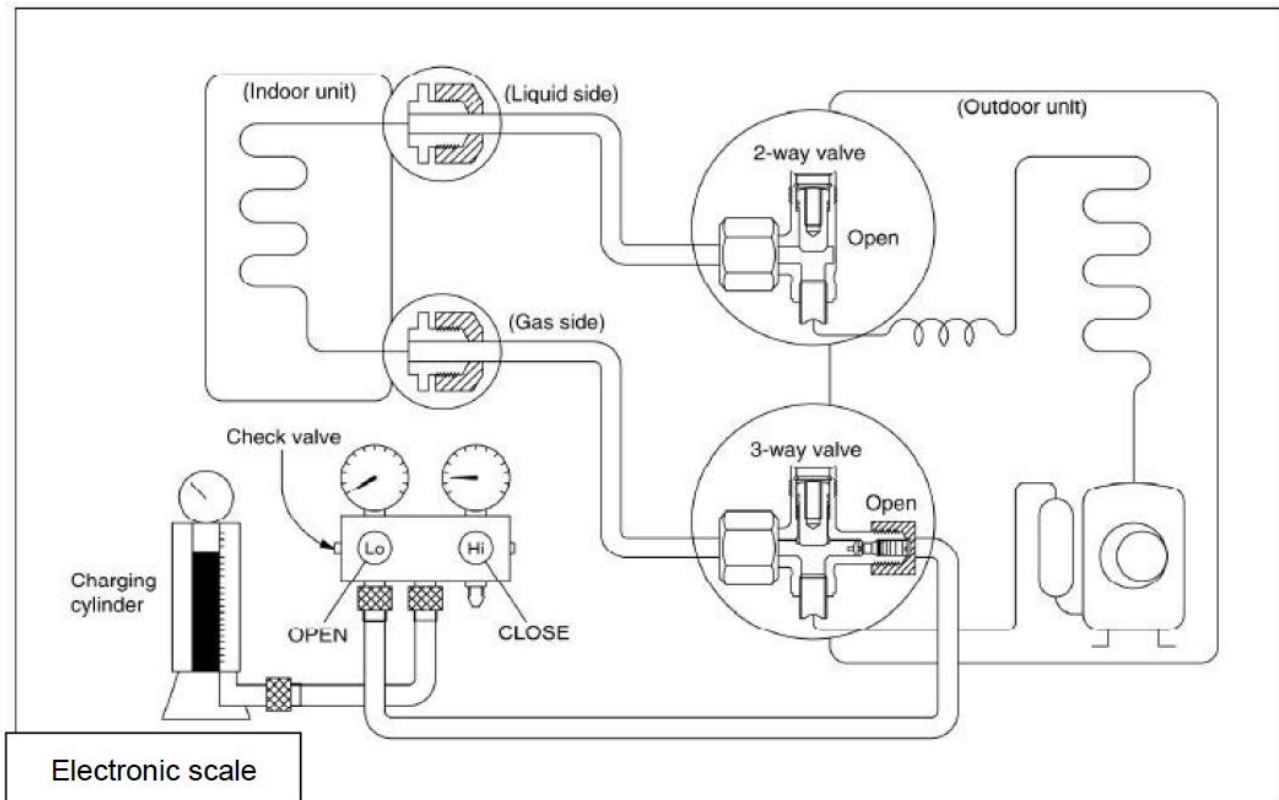 (Indoor unit)
(Liquid side)
(Outdoor unit)
2-way valve
Open
(Gas side)
Check valve
3-way valve
Open
Lo
Hi
Charging
cylinder
OPEN
CLOSE
Electronic scale